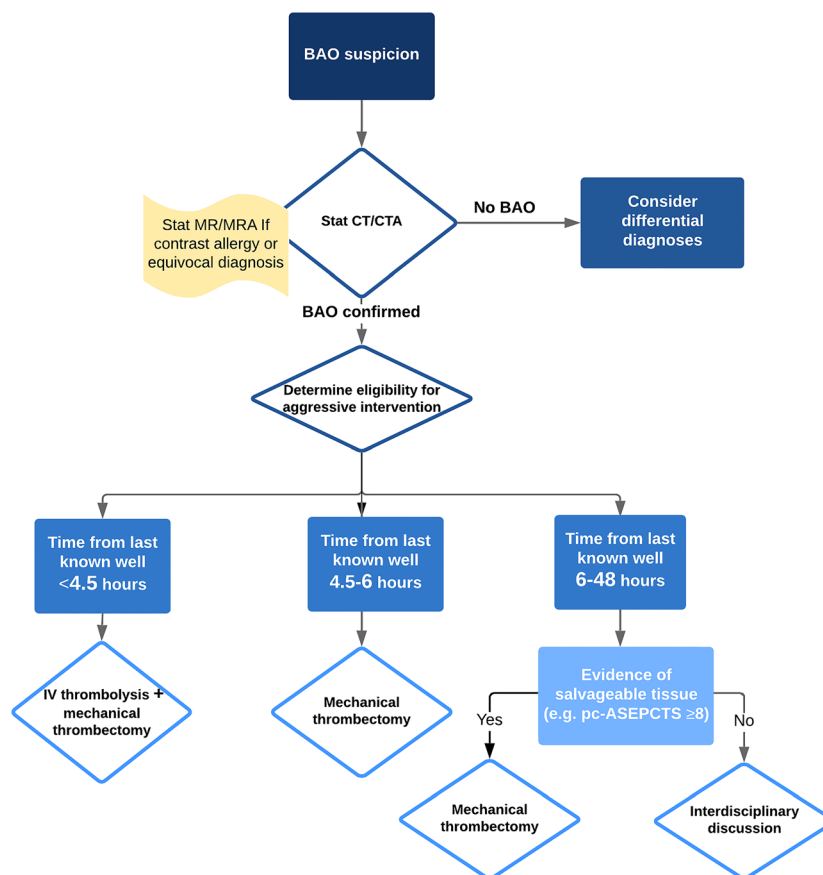 BAO suspicion
Stat CT/CTA
Stat MR/MRA If
contrast allergy or
equivocal diagnosis
No BAO
Consider
differential
diagnoses
BAO confirmed
Determine eligibility for
aggressive intervention
Time from last
known well
<4.5 hours
Time from last
known well
4.5-6 hours
Time from last
known well
6-48 hours
IV thrombolysis +
mechanical
thrombectomy
Mechanical
thrombectomy
Evidence of
salvageable tissue
(e.g. pc-ASEPCTS ≥8)
Yes
No
Mechanical
thrombectomy
Interdisciplinary
discussion